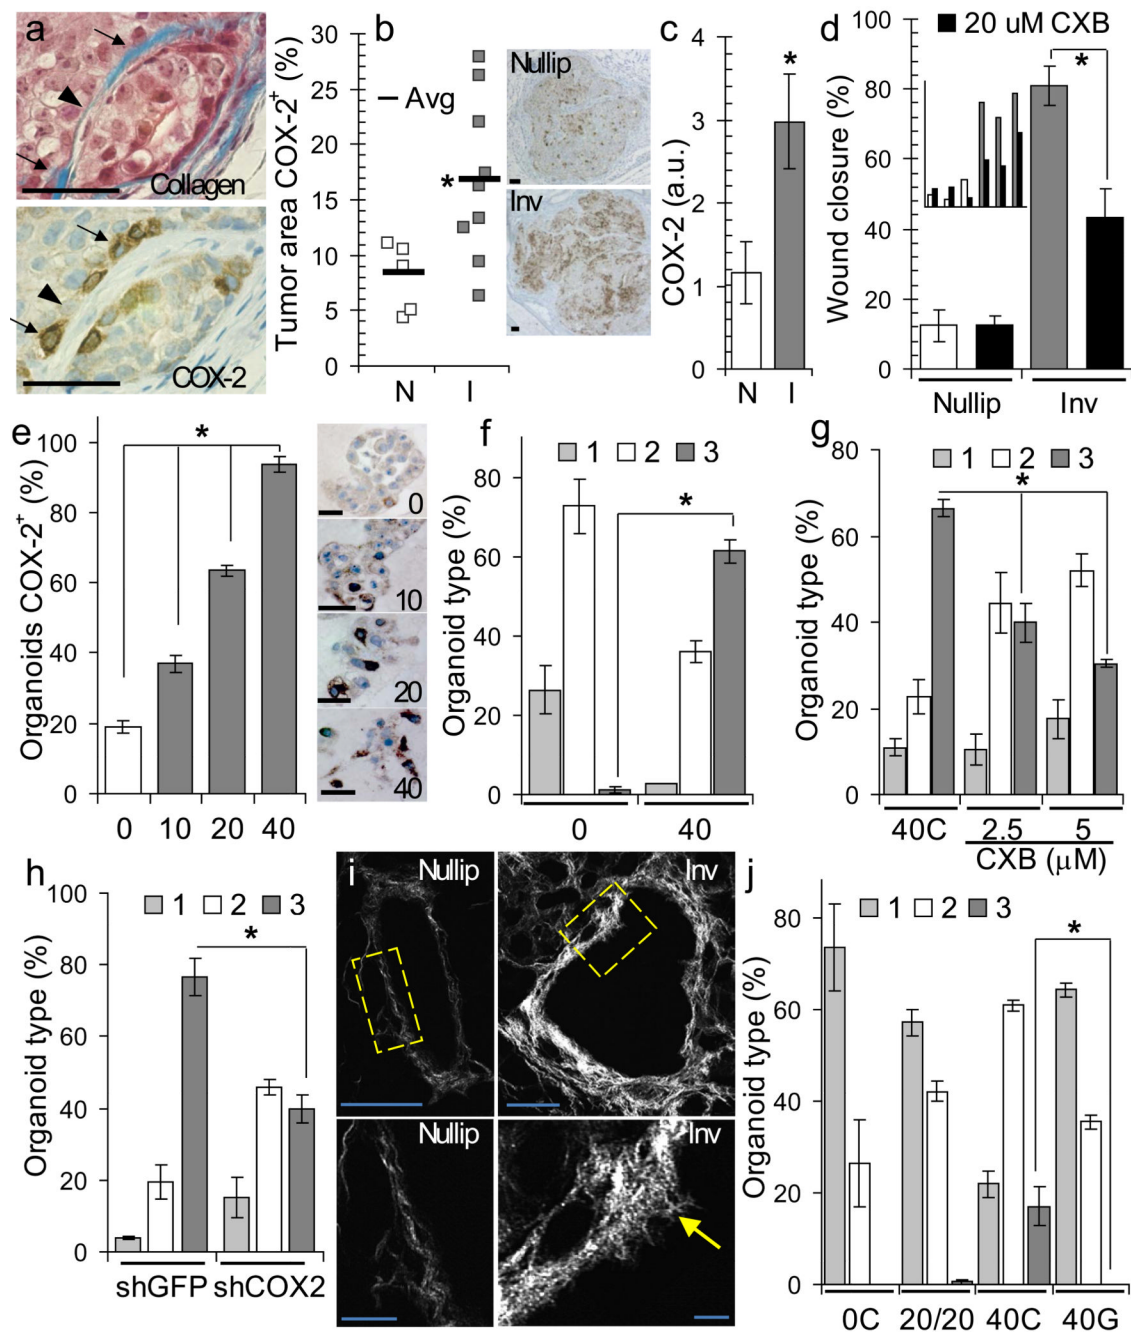 a
Collagen
COX-2
b
Tumor area COX-2⁺ (%)
30
25
20
15
10
5
0
Avg
*
N
I
Nullip
Inv
c
COX-2 (a.u.)
4
3
2
1
0
*
N
I
d
20 uM CXB
Wound closure (%)
100
80
60
40
20
0
*
Nullip
Inv
e
Organoids COX-2⁺ (%)
100
80
60
40
20
0
*
0
10
20
40
0
10
20
40
f
1 2 3
Organoid type (%)
80
60
40
20
0
*
0
40
g
1 2 3
Organoid type (%)
80
60
40
20
0
*
40C
2.5
5
CXB (μM)
h
1 2 3
Organoid type (%)
100
80
60
40
20
0
*
shGFP
shCOX2
i
Nullip
Inv
Nullip
Inv
j
1 2 3
Organoid type (%)
80
60
40
20
0
*
0C
20/20
40C
40G